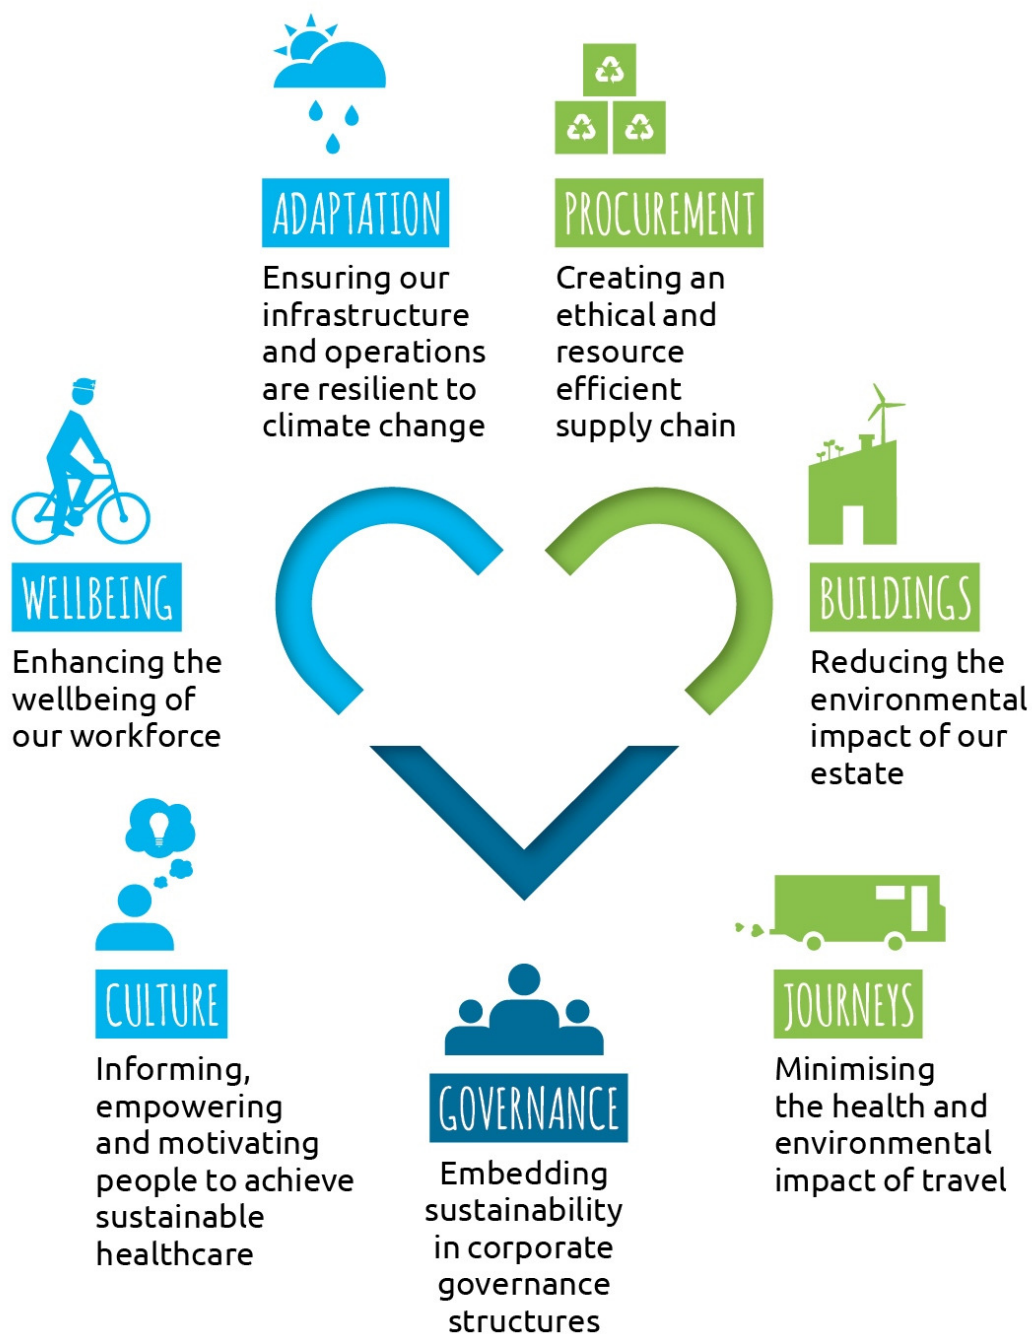 ADAPTATION
Ensuring our
infrastructure
and operations
are resilient to
climate change
PROCUREMENT
Creating an
ethical and
resource
efficient
supply chain
WELLBEING
Enhancing the
wellbeing of
our workforce
BUILDINGS
Reducing the
environmental
impact of our
estate
CULTURE
Informing,
empowering
and motivating
people to achieve
sustainable
healthcare
GOVERNANCE
Embedding
sustainability
in corporate
governance
structures
JOURNEYS
Minimising
the health and
environmental
impact of travel